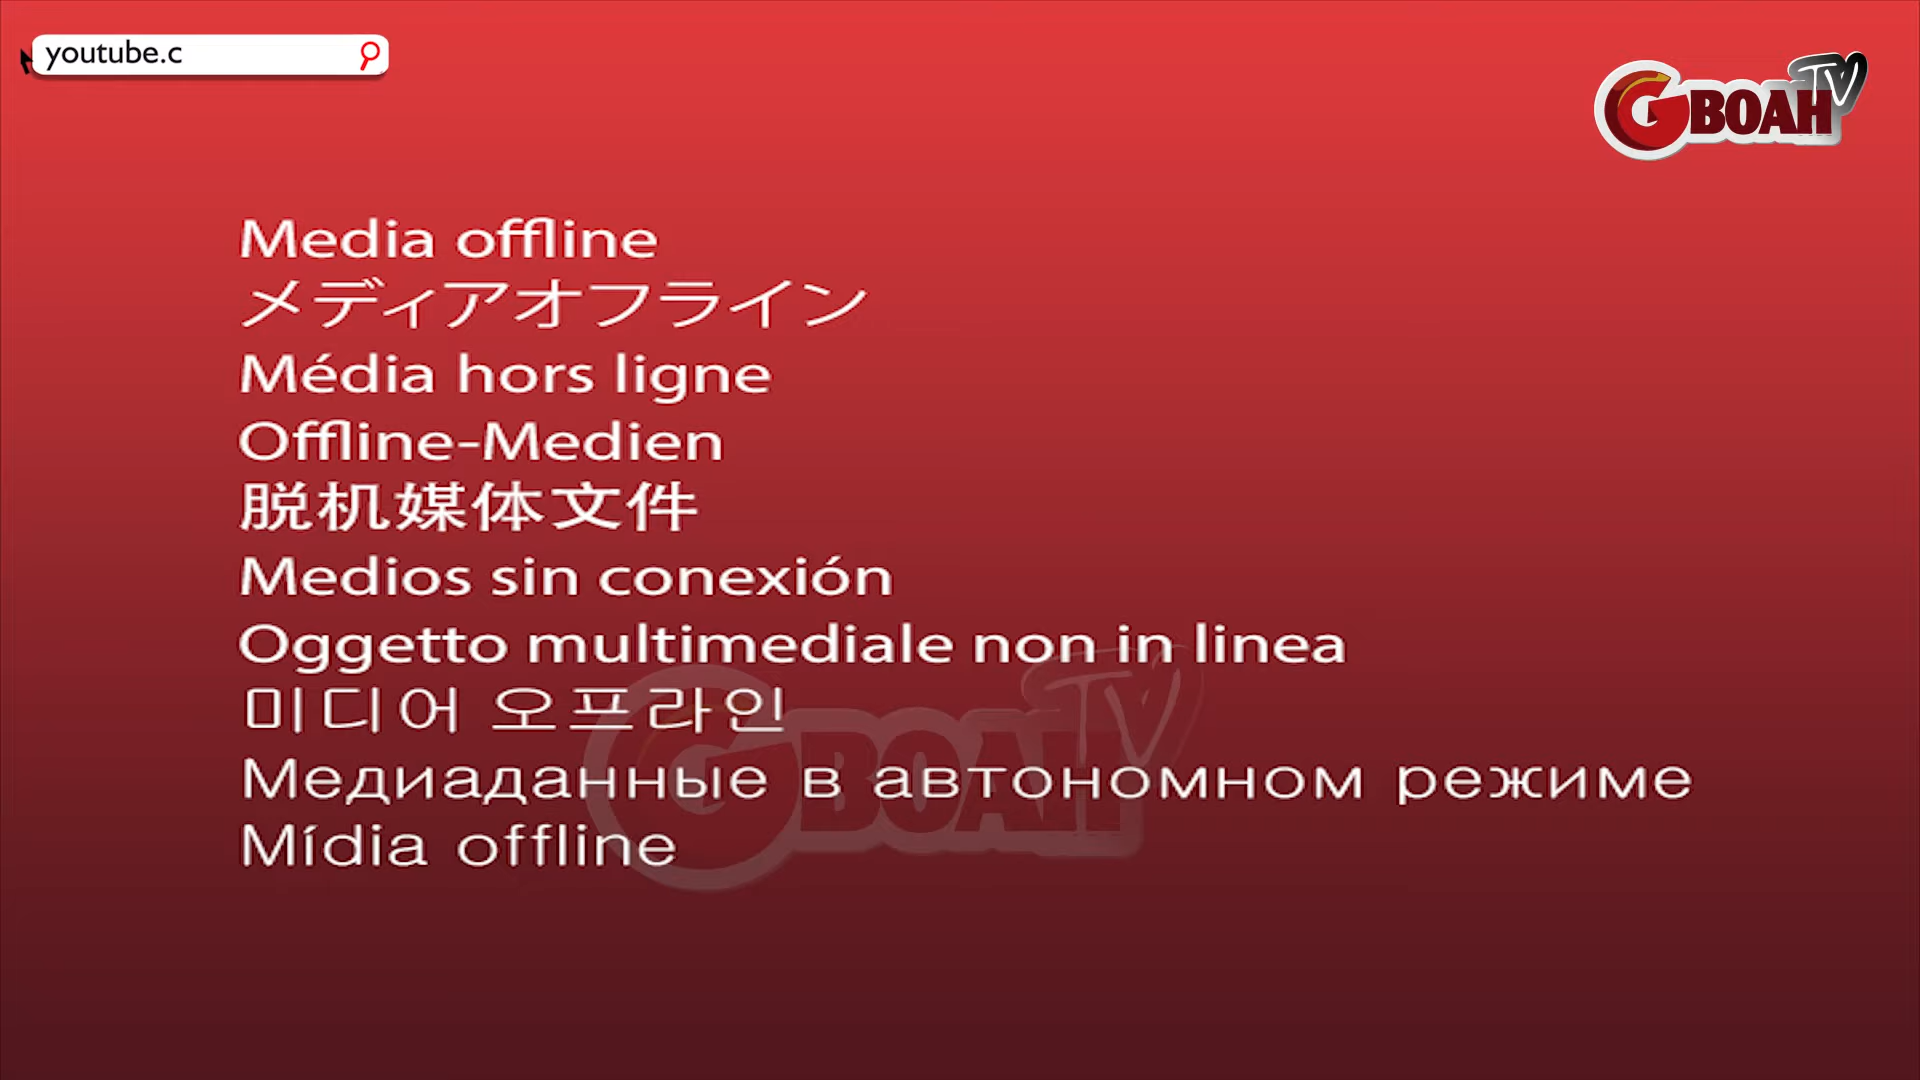 youtube.c
GBOAH TV
Media offline
メディアオフライン
Média hors ligne
Offline-Medien
脱机媒体文件
Medios sin conexión
Oggetto multimediale non in linea
미디어 오프라인
Медиаданные в автономном режиме
Mídia offline
GBOAH TV